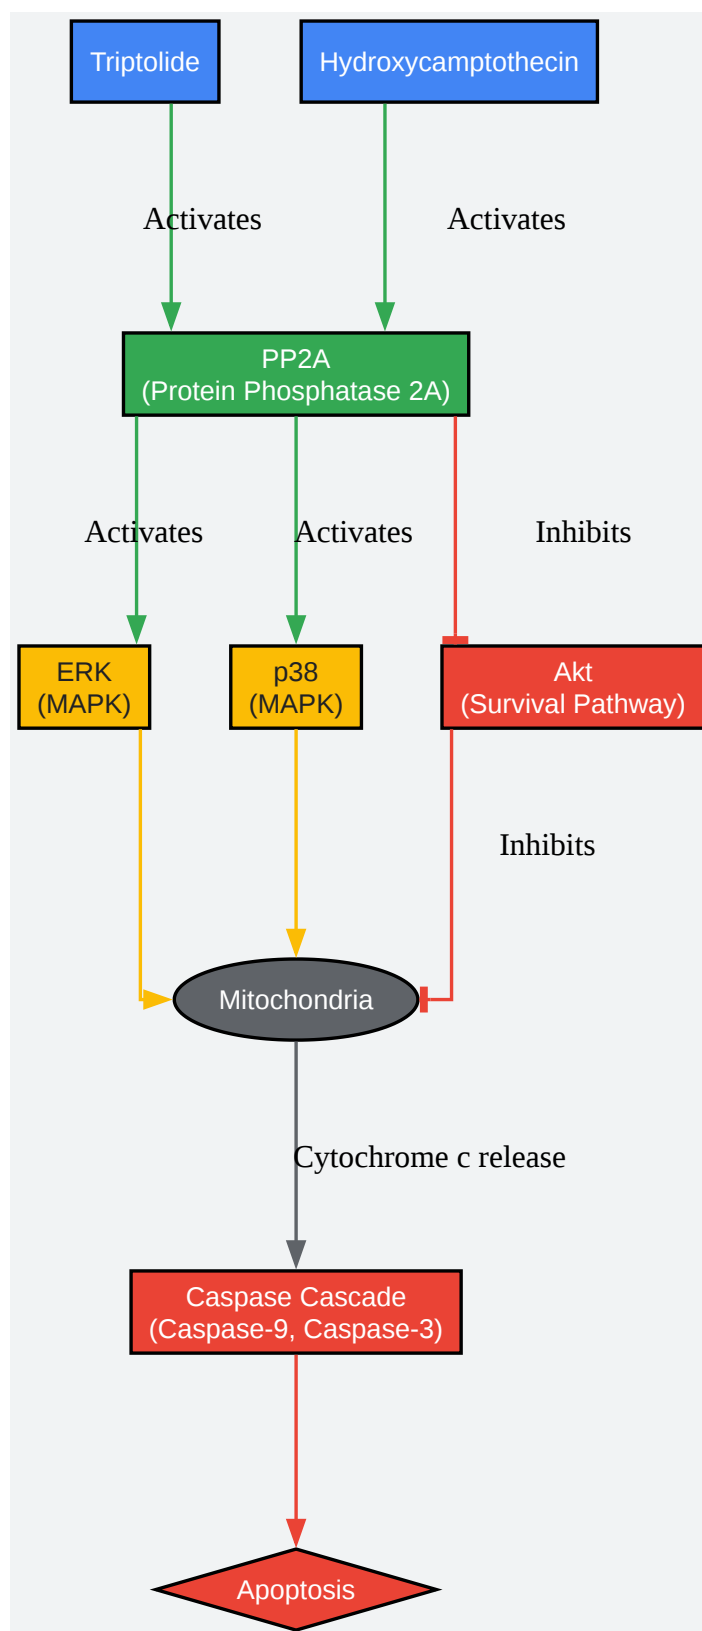 Triptolide
Hydroxycamptothecin
Activates
Activates
PP2A
(Protein Phosphatase 2A)
Activates
Activates
Inhibits
ERK
(MAPK)
p38
(MAPK)
Akt
(Survival Pathway)
Inhibits
Mitochondria
Cytochrome c release
Caspase Cascade
(Caspase-9, Caspase-3)
Apoptosis